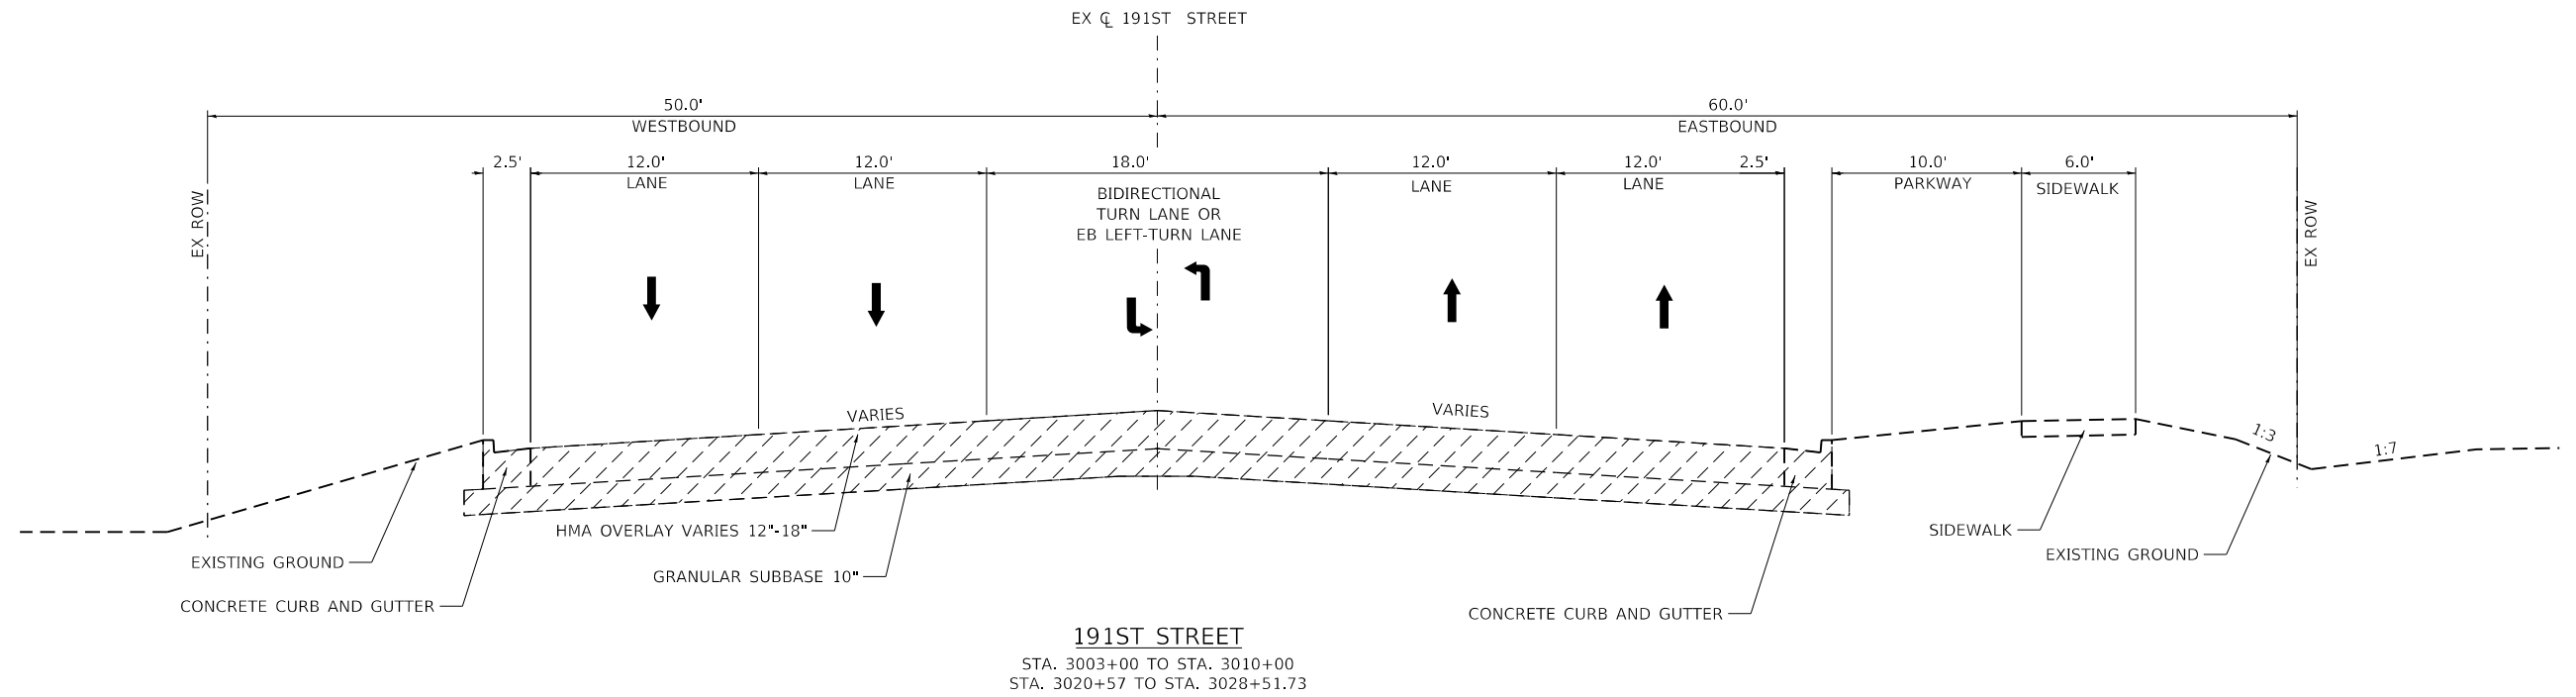 EX ℄ 191ST STREET
50.0'
WESTBOUND
60.0'
EASTBOUND
2.5'
12.0'
LANE
12.0'
LANE
18.0'
BIDIRECTIONAL
TURN LANE OR
EB LEFT-TURN LANE
12.0'
LANE
12.0'
LANE
2.5'
10.0'
PARKWAY
6.0'
SIDEWALK
EX ROW
EX ROW
VARIES
VARIES
1:3
1:7
HMA OVERLAY VARIES 12"-18"
SIDEWALK
EXISTING GROUND
EXISTING GROUND
GRANULAR SUBBASE 10"
CONCRETE CURB AND GUTTER
CONCRETE CURB AND GUTTER
191ST STREET
STA. 3003+00 TO STA. 3010+00
STA. 3020+57 TO STA. 3028+51.73